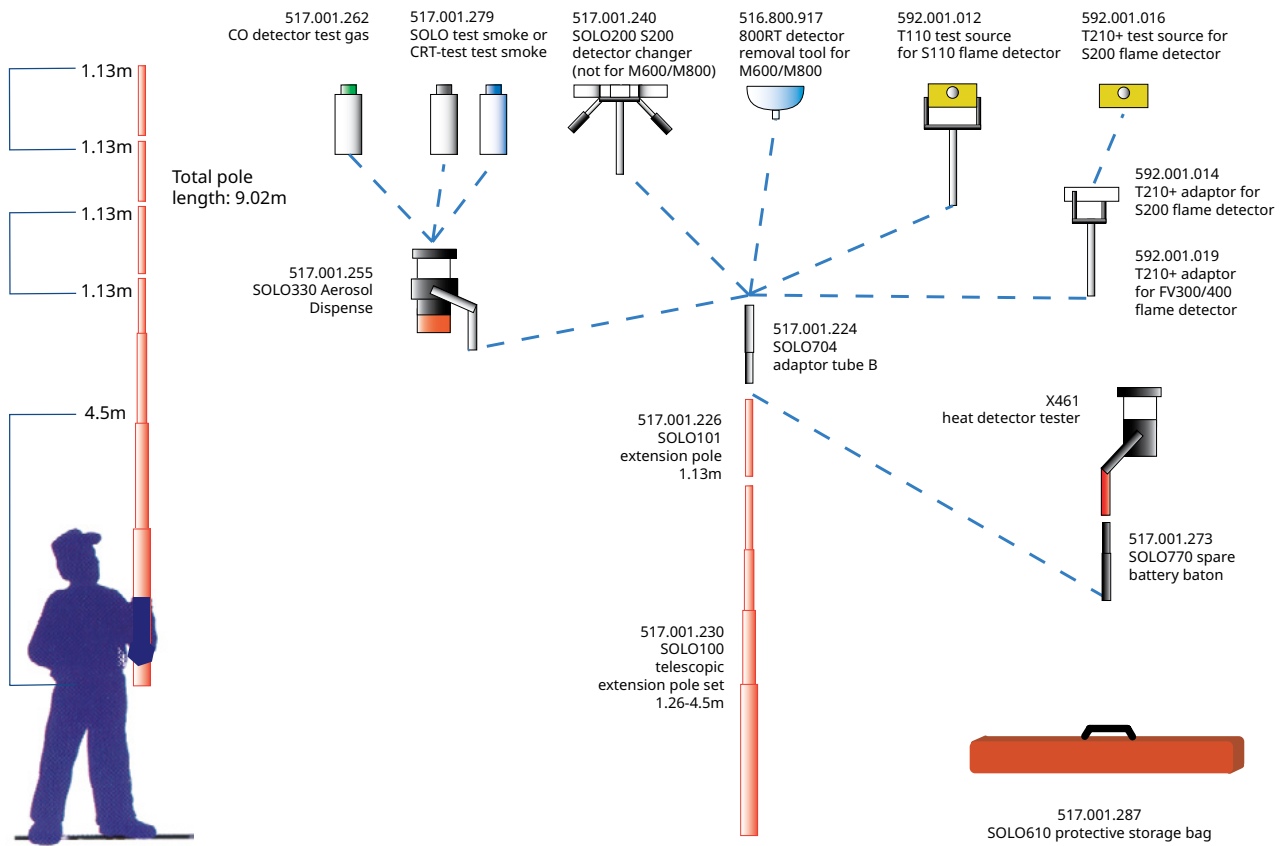 517.001.262
CO detector test gas
517.001.279
SOLO test smoke or
CRT-test test smoke
517.001.240
SOLO200 S200
detector changer
(not for M600/M800)
516.800.917
800RT detector
removal tool for
M600/M800
592.001.012
T110 test source
for S110 flame detector
592.001.016
T210+ test source for
S200 flame detector
1.13m
1.13m
1.13m
1.13m
4.5m
Total pole
length: 9.02m
517.001.255
SOLO330 Aerosol
Dispense
592.001.014
T210+ adaptor for
S200 flame detector
592.001.019
T210+ adaptor
for FV300/400
flame detector
517.001.224
SOLO704
adaptor tube B
X461
heat detector tester
517.001.226
SOLO101
extension pole
1.13m
517.001.273
SOLO770 spare
battery baton
517.001.230
SOLO100
telescopic
extension pole set
1.26-4.5m
517.001.287
SOLO610 protective storage bag